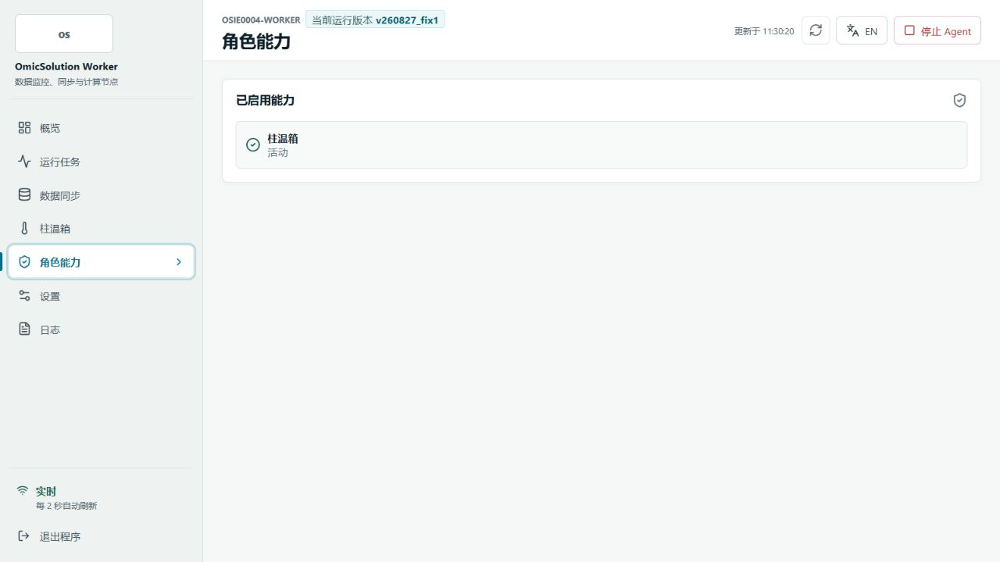 OS
OmicSolution Worker
数据监控、同步与计算节点
概览
运行任务
数据同步
柱温箱
角色能力
设置
日志
实时
每 2 秒自动刷新
退出程序
OSIE0004-WORKER 当前运行版本 v260827_fix1
角色能力
更新于 11:30:20
EN
停止 Agent
已启用能力
柱温箱
活动